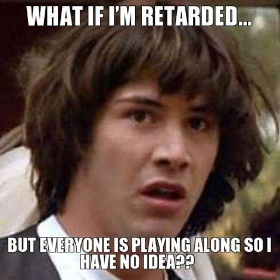 WHAT IF I'M RETARDED...
BUT EVERYONE IS PLAYING ALONG SO I
HAVE NO IDEA??